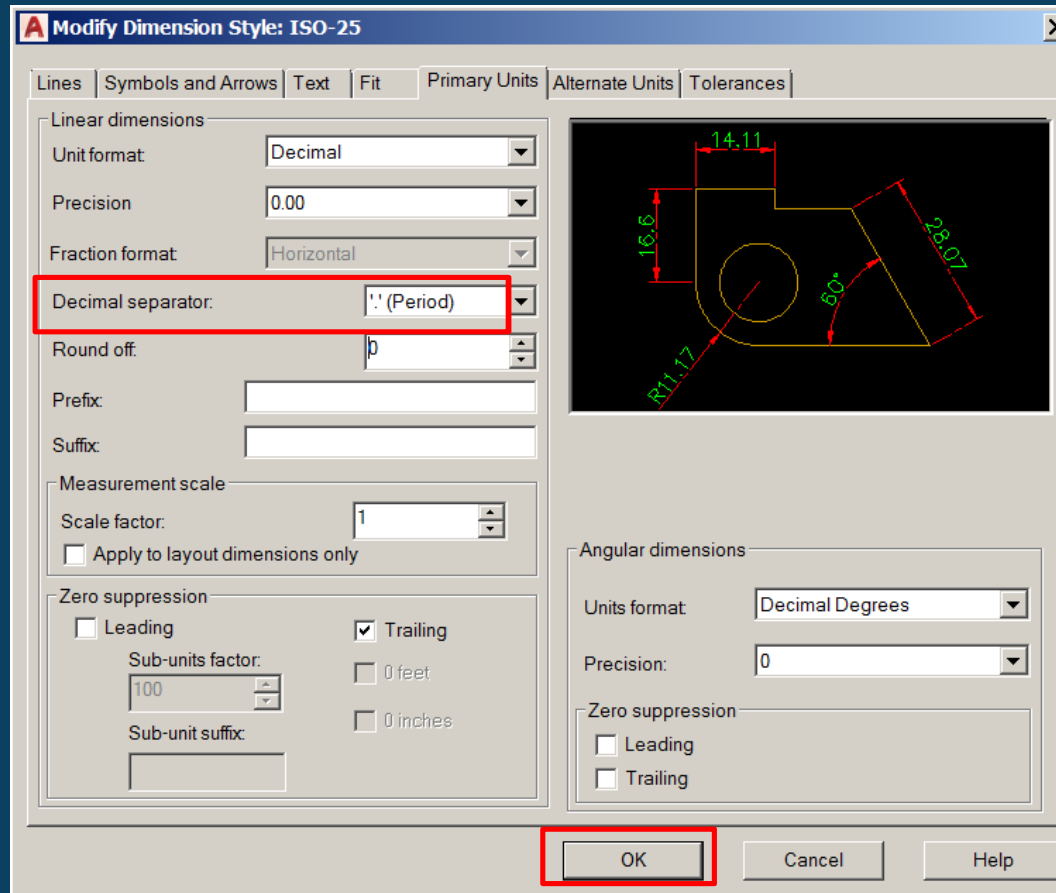 Modify Dimension Style: ISO-25
Lines Symbols and Arrows Text Fit Primary Units Alternate Units Tolerances
Linear dimensions
Unit format: Decimal
Precision 0.00
Fraction format: Horizontal
Decimal separator: '.' (Period)
Round off: 0
Prefix:
Suffix:
Measurement scale
Scale factor: 1
Apply to layout dimensions only
Zero suppression
Leading
Trailing
Sub-units factor:
0 feet
100
0 inches
Sub-unit suffix:
14.11
16.6
28.07
60°
R11.17
Angular dimensions
Units format: Decimal Degrees
Precision: 0
Zero suppression
Leading
Trailing
OK Cancel Help